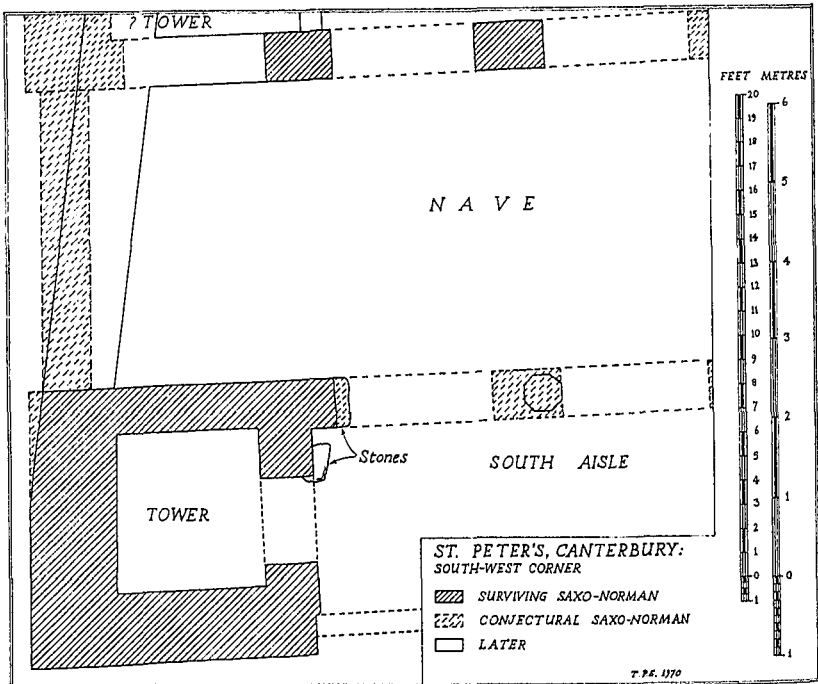 ? TOWER
NAVE
Stones
SOUTH AISLE
TOWER
FEET METRES
20
19
18
17
16
15
14
13
12
11
10
9
8
7
6
5
4
3
2
1
0
1
6
5
4
3
2
1
0
1
ST. PETER'S, CANTERBURY:
SOUTH-WEST CORNER
SURVIVING SAXO-NORMAN
CONJECTURAL SAXO-NORMAN
LATER
T.P.S. 1970